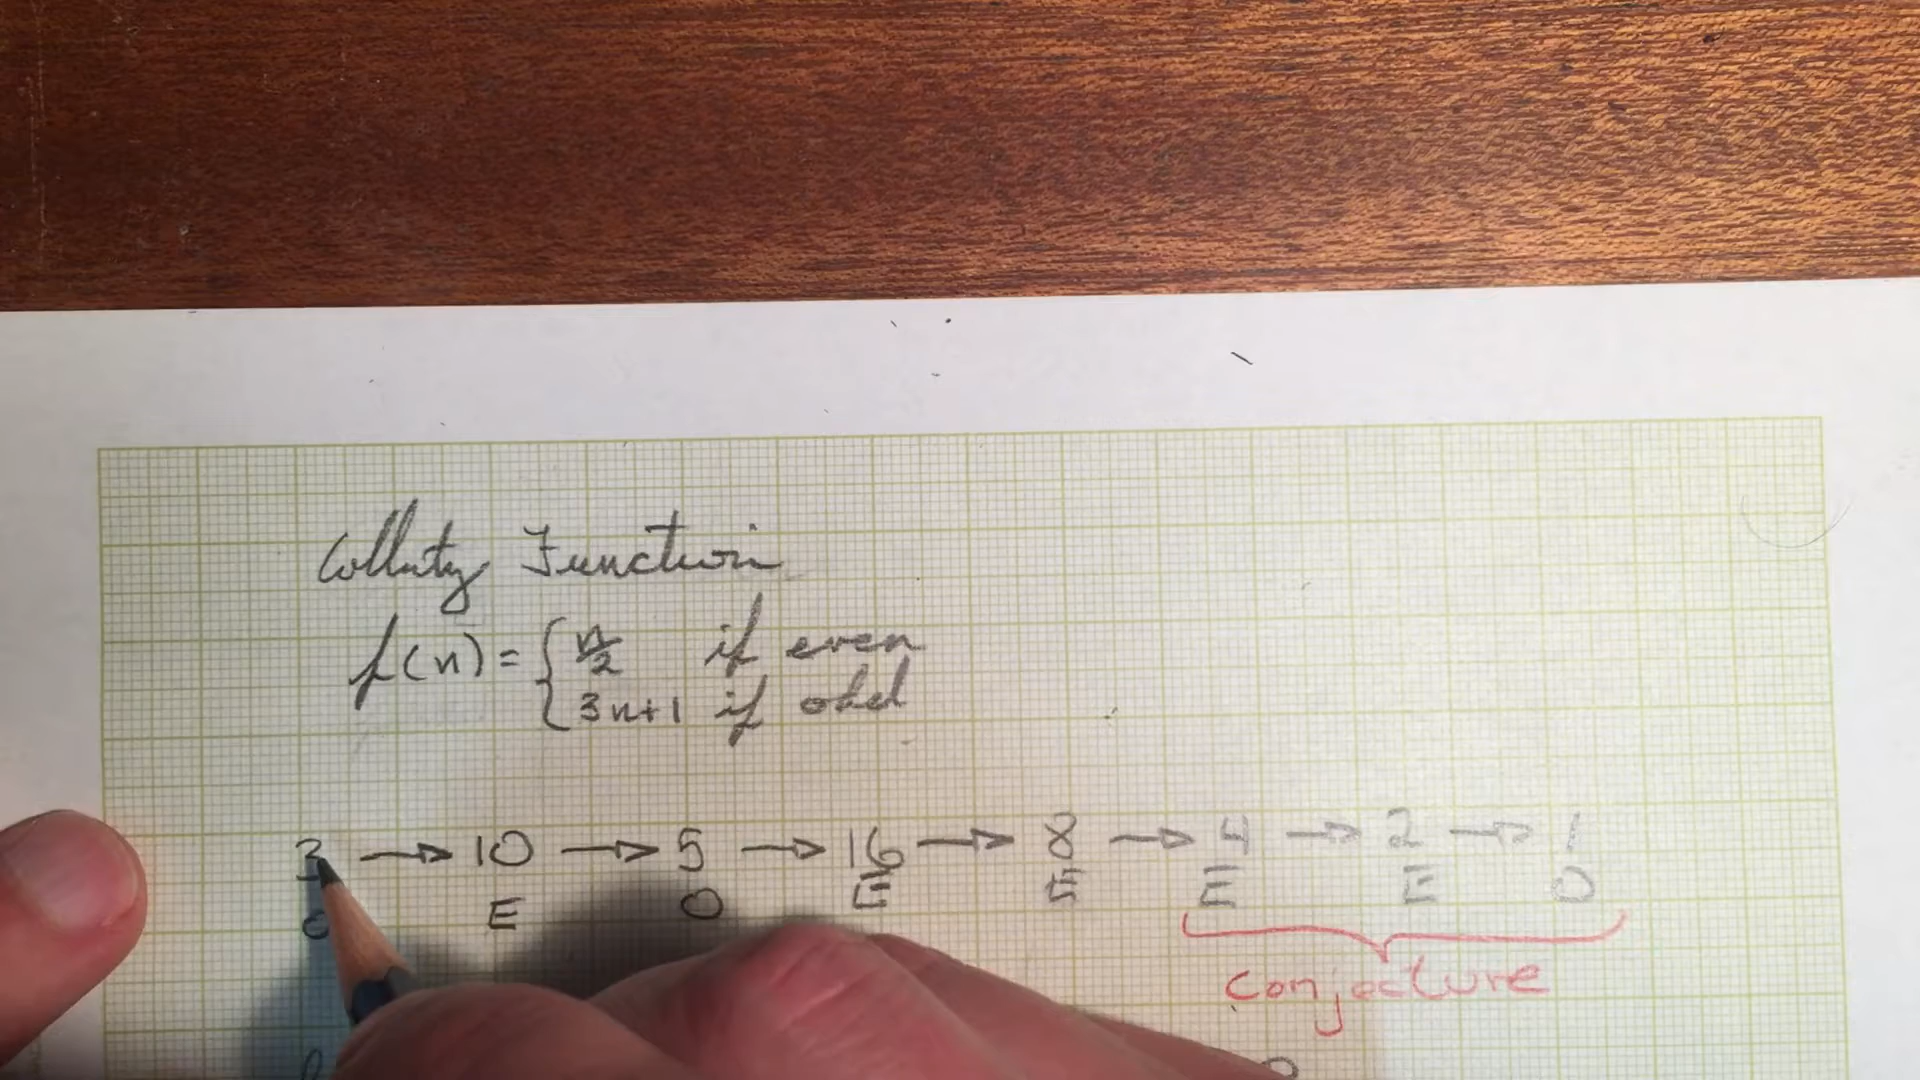 Collatz Function
f(n) = { n/2 if even
3n+1 if odd
3 → 10 → 5 → 16 → 8 → 4 → 2 → 1
O E O E E E E O
conjecture